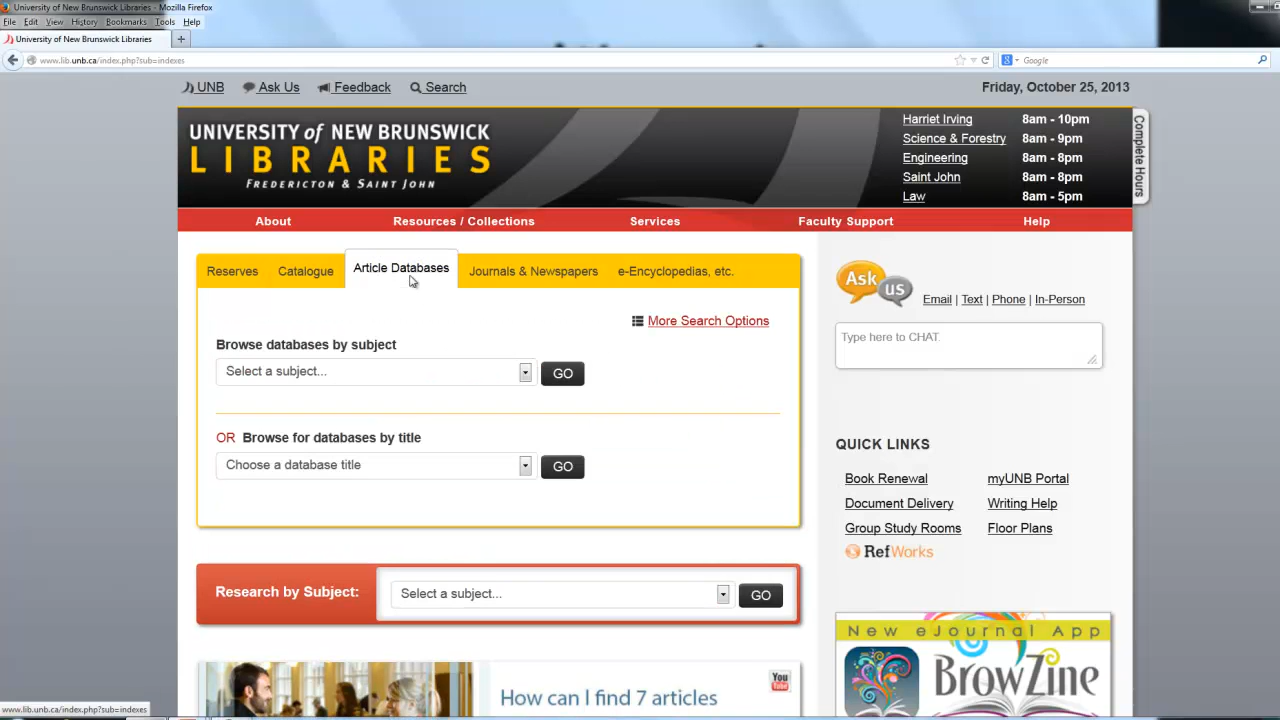 University of New Brunswick Libraries - Mozilla Firefox
File Edit View History Bookmarks Tools Help
University of New Brunswick Libraries +
www.lib.unb.ca/index.php?sub=indexes
Google
UNB Ask Us Feedback Search Friday, October 25, 2013
UNIVERSITY of NEW BRUNSWICK
LIBRARIES
FREDERICTON & SAINT JOHN
Harriet Irving 8am - 10pm
Science & Forestry 8am - 9pm
Engineering 8am - 8pm
Saint John 8am - 8pm
Law 8am - 5pm
Complete Hours
About Resources / Collections Services Faculty Support Help
Reserves Catalogue Article Databases Journals & Newspapers e-Encyclopedias, etc.
More Search Options
Browse databases by subject
Select a subject... GO
OR Browse for databases by title
Choose a database title GO
Research by Subject: Select a subject... GO
How can I find 7 articles
You
Tube
Ask us
Email | Text | Phone | In-Person
Type here to CHAT.
QUICK LINKS
Book Renewal myUNB Portal
Document Delivery Writing Help
Group Study Rooms Floor Plans
RefWorks
New eJournal App
BrowZine
www.lib.unb.ca/index.php?sub=indexes